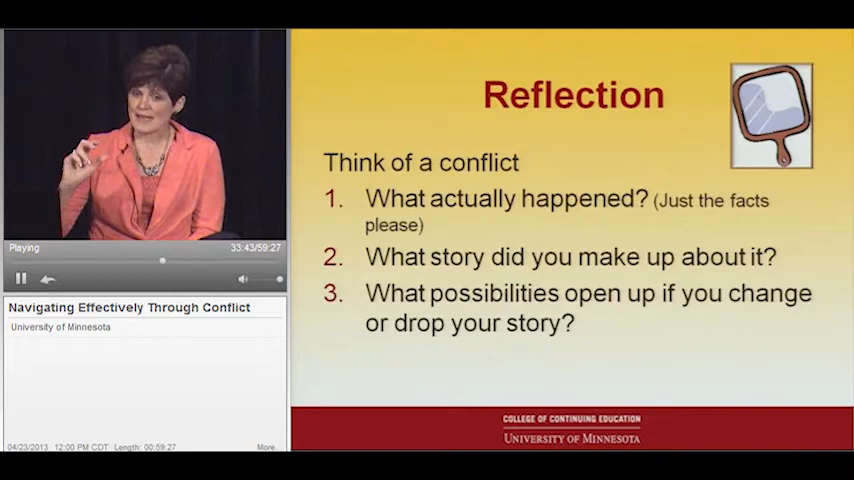 Playing
33:43/59:27
Navigating Effectively Through Conflict
University of Minnesota
04/23/2013 12:00 PM CDT Length: 00:59:27 More...
Reflection
Think of a conflict
1. What actually happened? (Just the facts
please)
2. What story did you make up about it?
3. What possibilities open up if you change
or drop your story?
COLLEGE OF CONTINUING EDUCATION
UNIVERSITY OF MINNESOTA